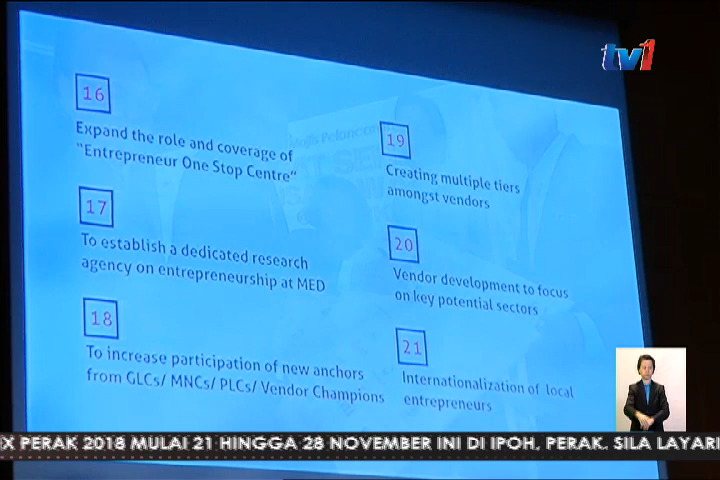 tv1
16
Expand the role and coverage of
"Entrepreneur One Stop Centre"
17
To establish a dedicated research
agency on entrepreneurship at MED
18
To increase participation of new anchors
from GLCs/ MNCs/ PLCs/ Vendor Champions
19
Creating multiple tiers
amongst vendors
20
Vendor development to focus
on key potential sectors
21
Internationalization of local
entrepreneurs
PERAK 2018 MULAI 21 HINGGA 28 NOVEMBER INI DI IPOH, PERAK. SILA LAYARI